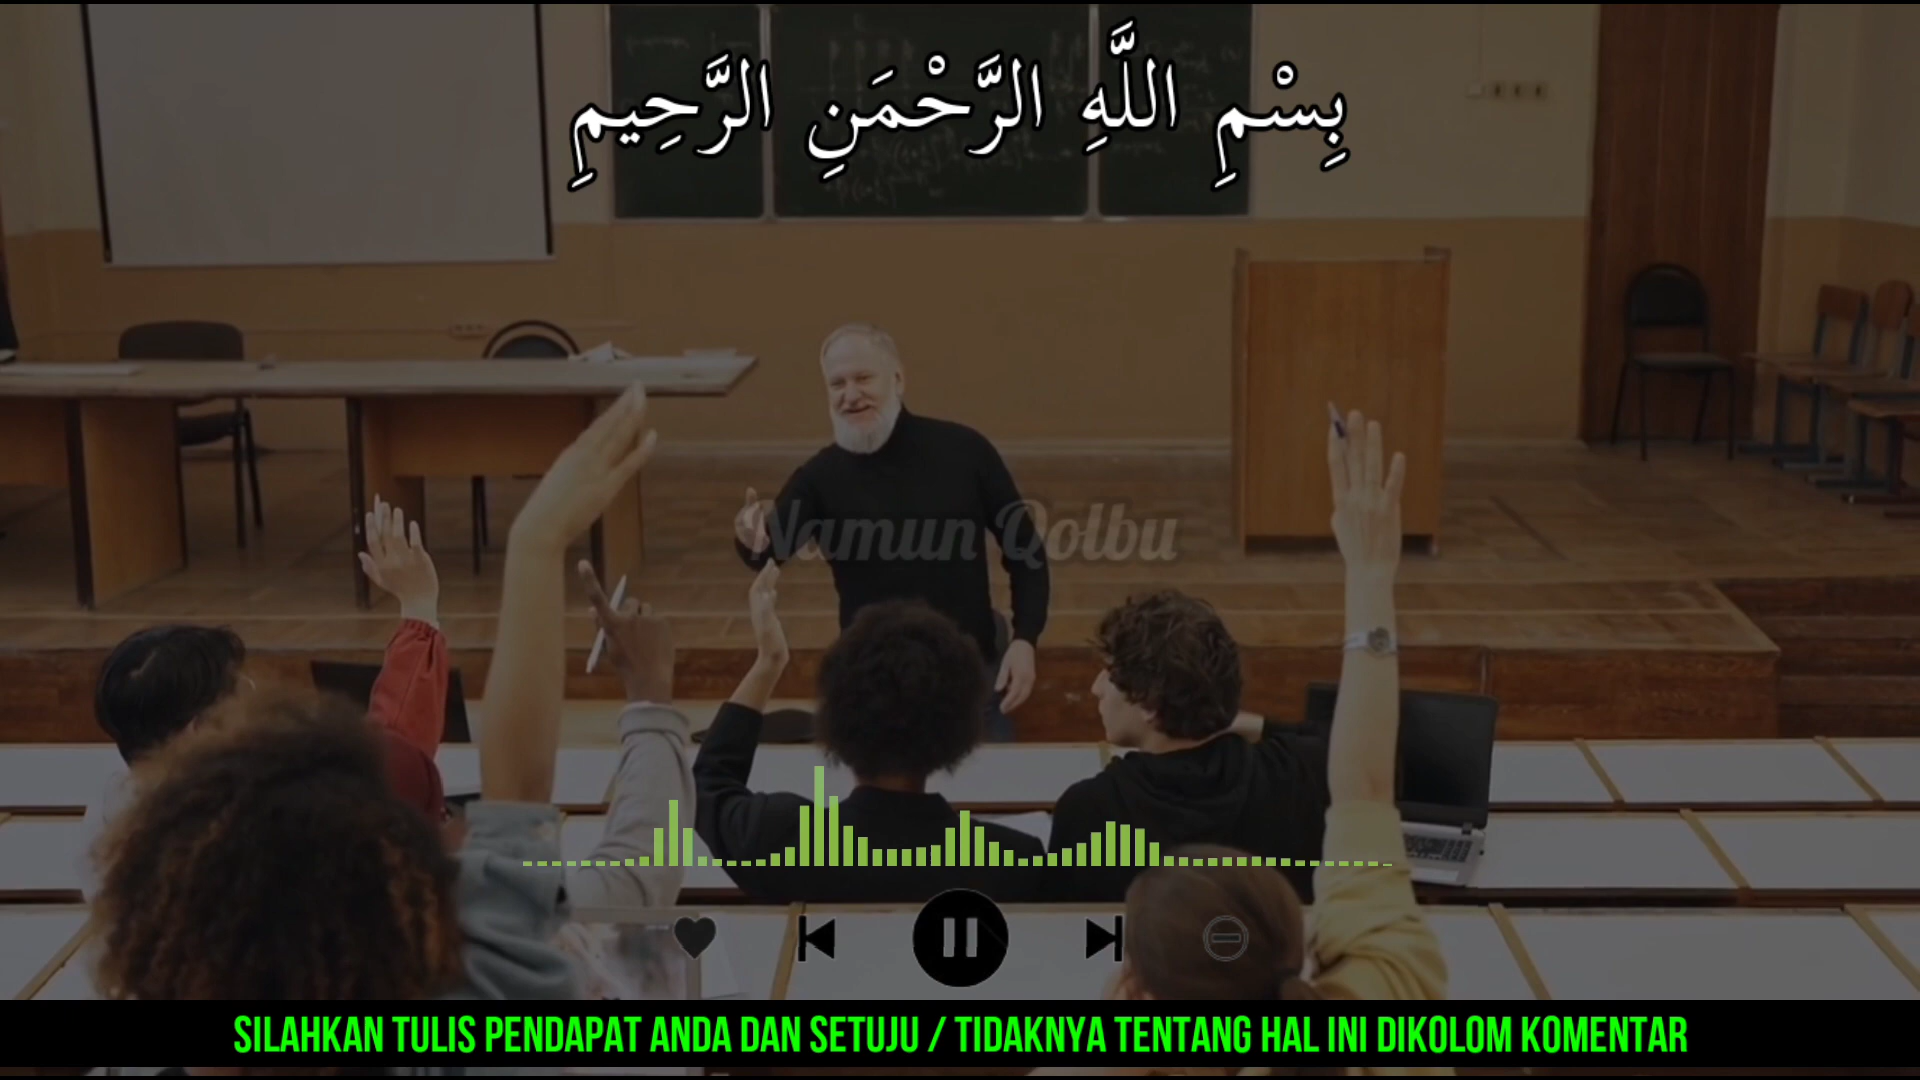 بِسْمِ اللَّهِ الرَّحْمَنِ الرَّحِيمِ
Namun Qolbu
SILAHKAN TULIS PENDAPAT ANDA DAN SETUJU / TIDAKNYA TENTANG HAL INI DIKOLOM KOMENTAR